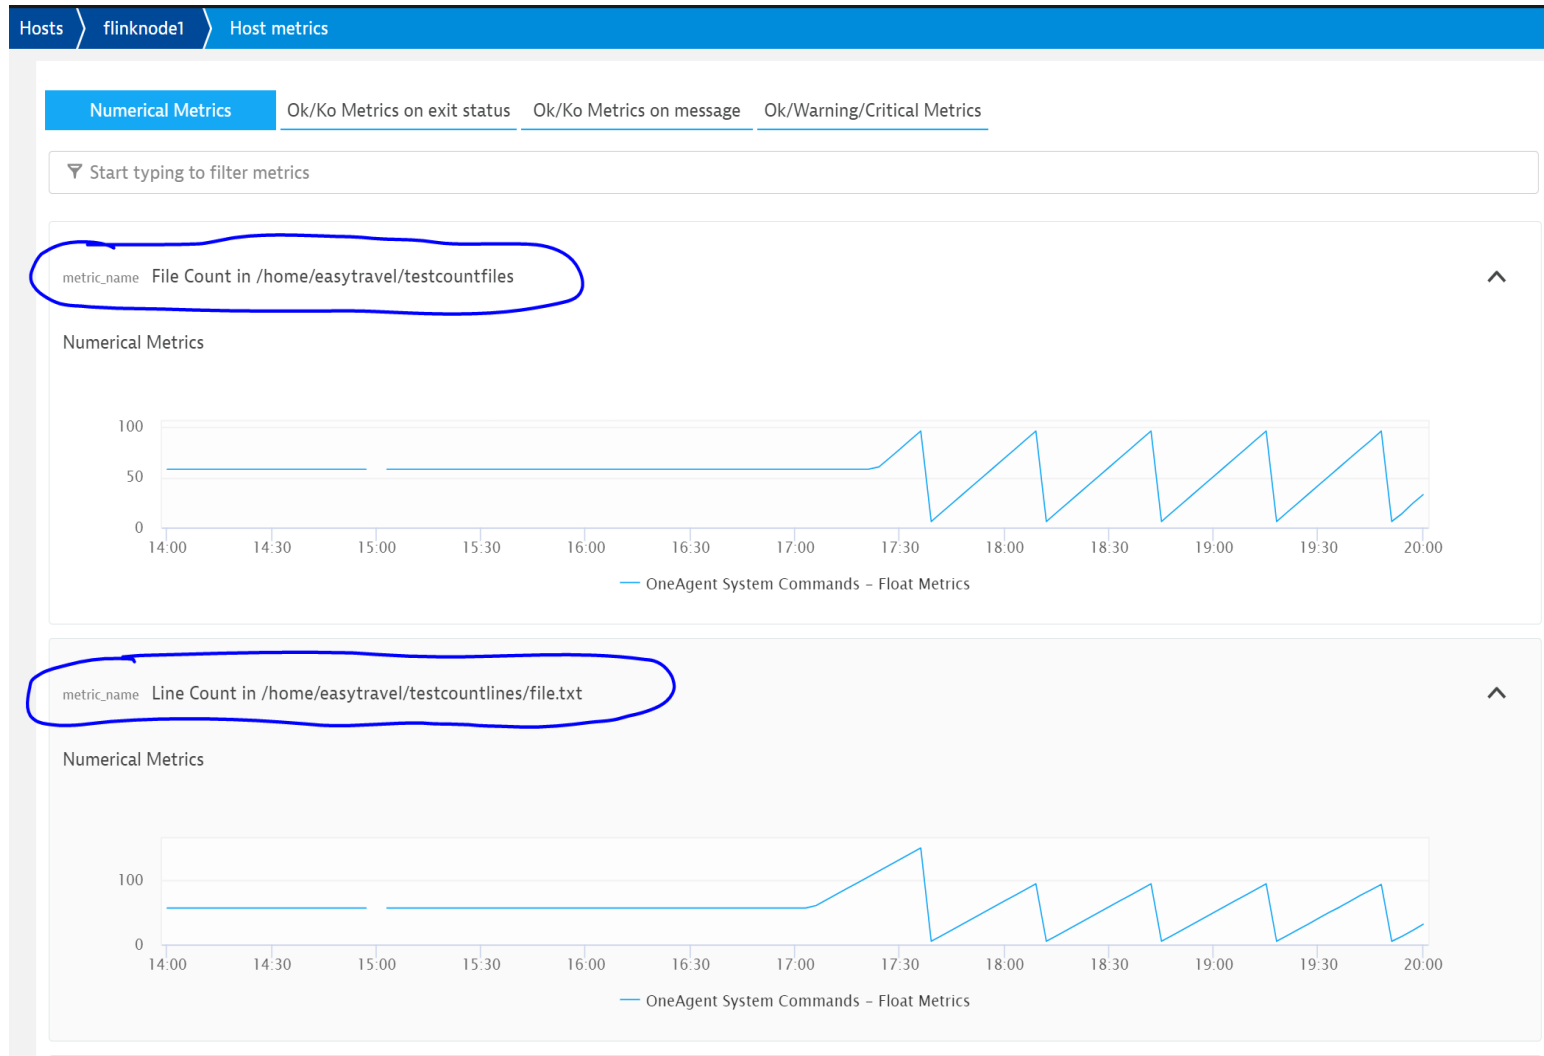 Hosts flinknode1 Host metrics
Numerical Metrics Ok/Ko Metrics on exit status Ok/Ko Metrics on message Ok/Warning/Critical Metrics
Start typing to filter metrics
metric_name File Count in /home/easytravel/testcountfiles
Numerical Metrics
100
50
0
14:00 14:30 15:00 15:30 16:00 16:30 17:00 17:30 18:00 18:30 19:00 19:30 20:00
OneAgent System Commands – Float Metrics
metric_name Line Count in /home/easytravel/testcountlines/file.txt
Numerical Metrics
100
0
14:00 14:30 15:00 15:30 16:00 16:30 17:00 17:30 18:00 18:30 19:00 19:30 20:00
OneAgent System Commands – Float Metrics